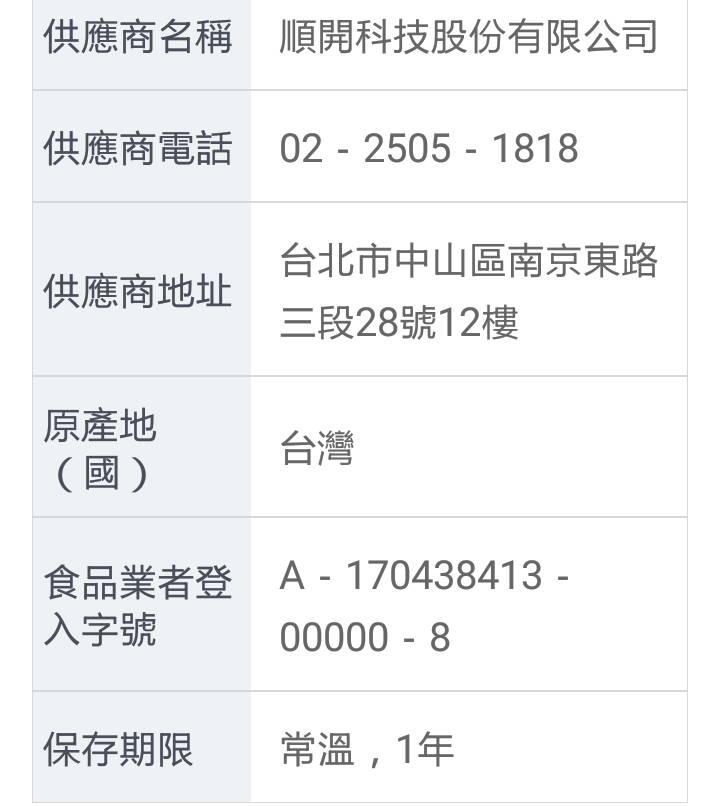 供應商名稱
順開科技股份有限公司
供應商電話
02 - 2505 - 1818
供應商地址
台北市中山區南京東路
三段28號12樓
原產地
（國）
台灣
食品業者登
入字號
A - 170438413 -
00000 - 8
保存期限
常溫，1年